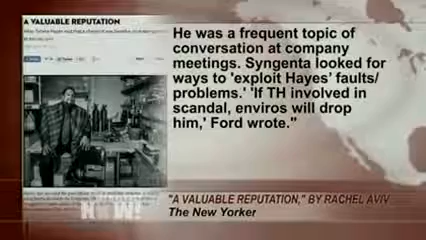 A VALUABLE REPUTATION
He was a frequent topic of
conversation at company
meetings. Syngenta looked for
ways to 'exploit Hayes' faults/
problems.' 'If TH involved in
scandal, enviros will drop
him,' Ford wrote."
NOW!
"A VALUABLE REPUTATION," BY RACHEL AVIV
The New Yorker